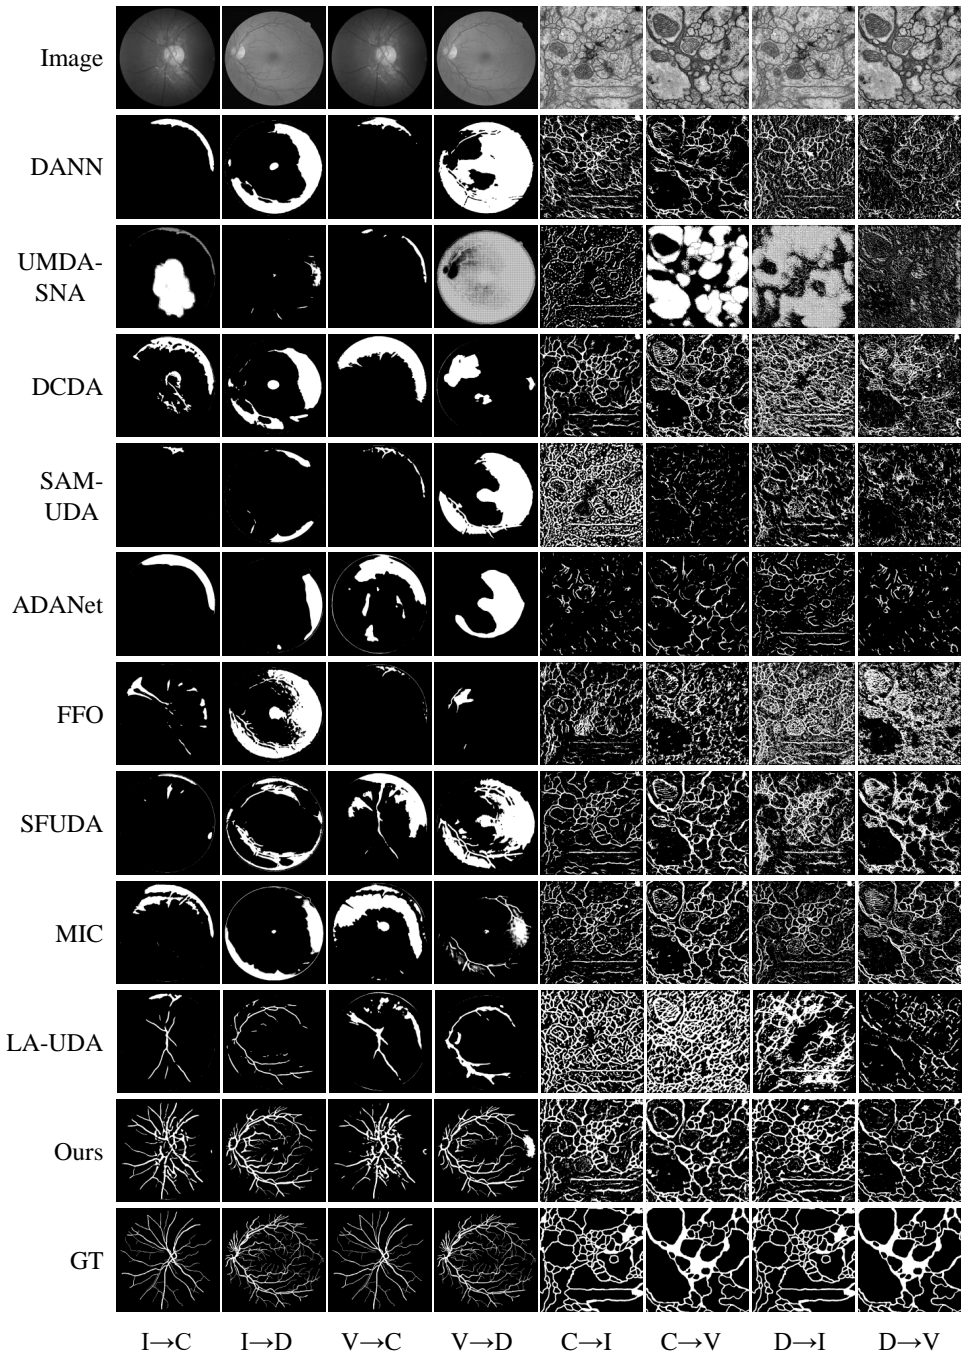 Image
DANN
UMDA-
SNA
DCDA
SAM-
UDA
ADANet
FFO
SFUDA
MIC
LA-UDA
Ours
GT
I→C I→D V→C V→D C→I C→V D→I D→V